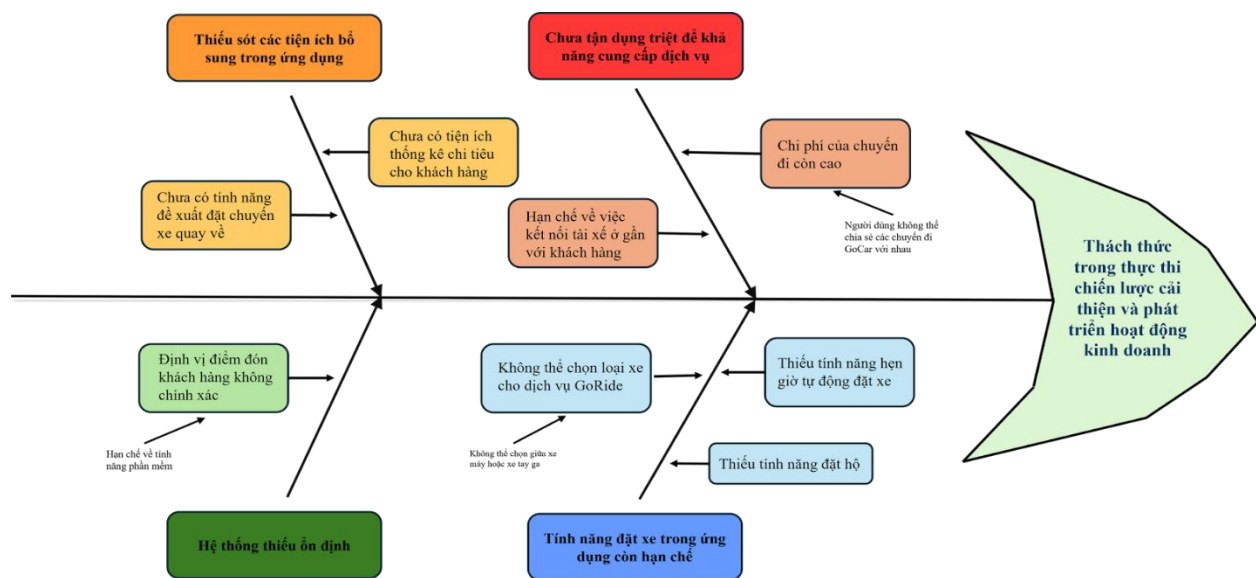 Thiếu sót các tiện ích bổ
sung trong ứng dụng
Chưa tận dụng triệt để khả
năng cung cấp dịch vụ
Chưa có tiện ích
thống kê chi tiêu
cho khách hàng
Chưa có tính năng
đề xuất đặt chuyến
xe quay về
Chi phí của chuyến
đi còn cao
Hạn chế về việc
kết nối tài xế ở gần
với khách hàng
Người dùng không thể
chia sẻ các chuyến đi
GoCar với nhau
Thách thức
trong thực thi
chiến lược cải
thiện và phát
triển hoạt động
kinh doanh
Định vị điểm đón
khách hàng không
chính xác
Hạn chế về tính
năng phần mềm
Không thể chọn loại xe
cho dịch vụ GoRide
Không thể chọn giữa xe
máy hoặc xe tay ga
Thiếu tính năng hẹn
giờ tự động đặt xe
Thiếu tính năng đặt hộ
Hệ thống thiếu ổn định
Tính năng đặt xe trong ứng
dụng còn hạn chế